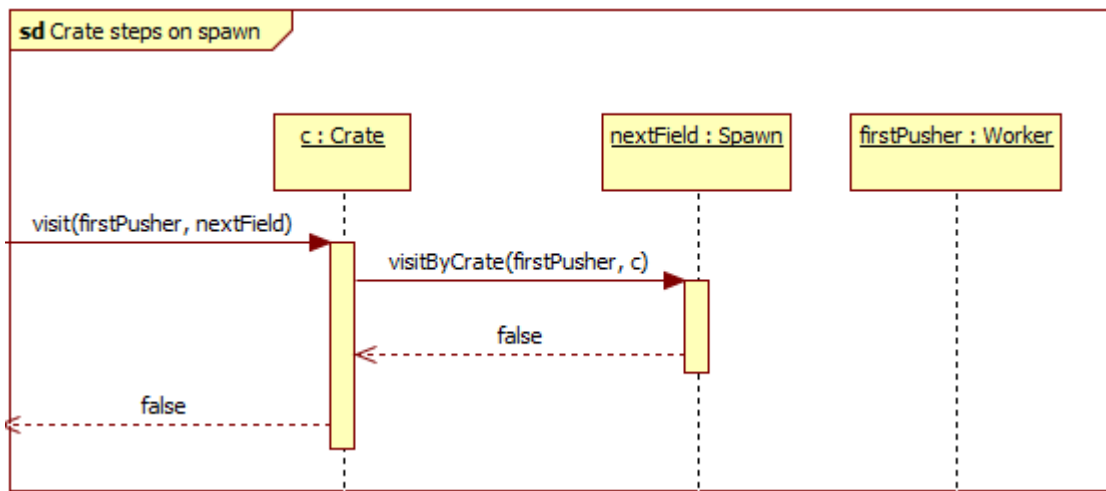 sd Crate steps on spawn
c : Crate
nextField : Spawn
firstPusher : Worker
visit(firstPusher, nextField)
visitByCrate(firstPusher, c)
false
false